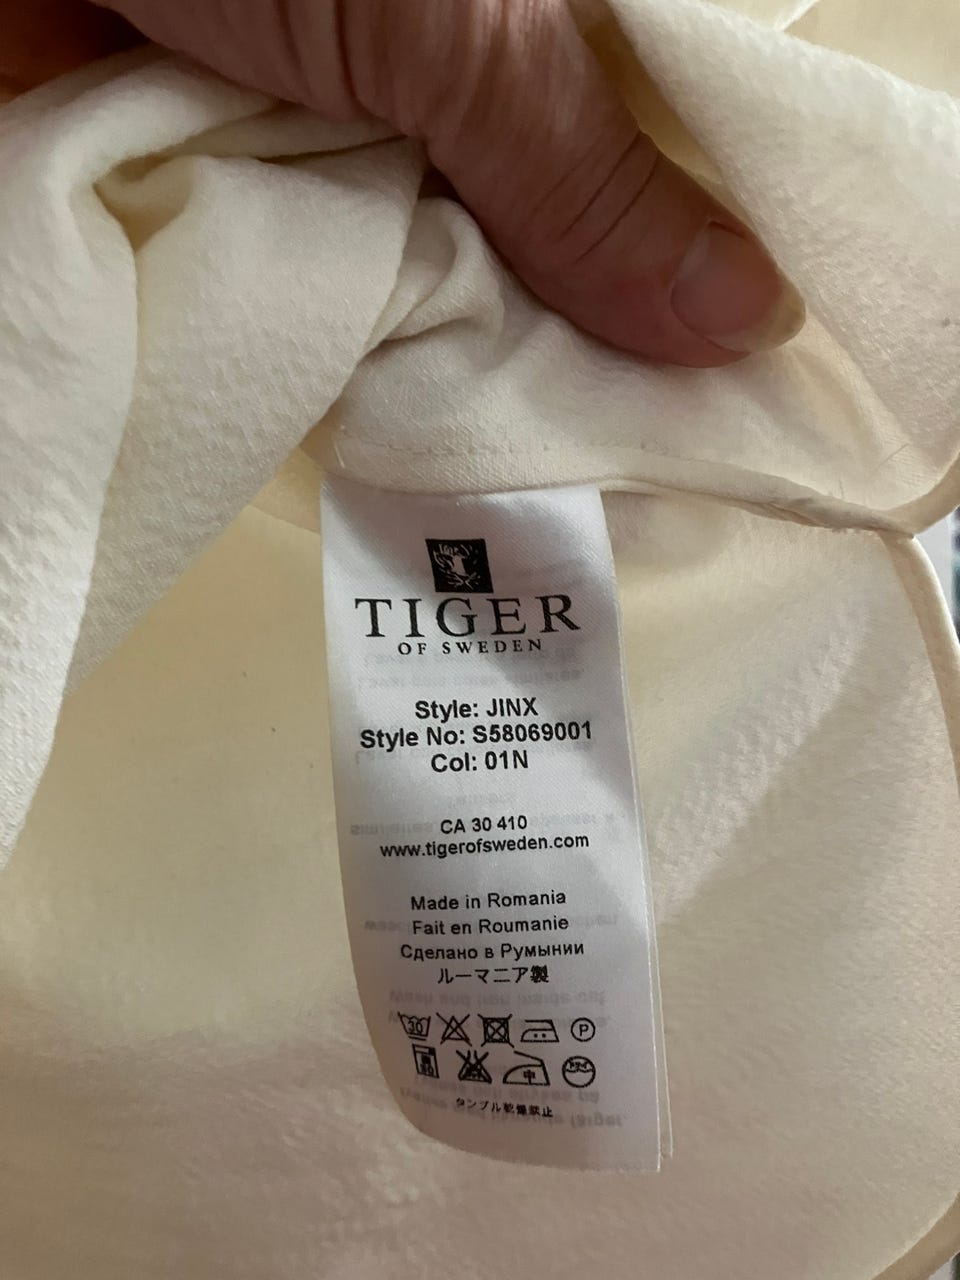 TIGER
OF SWEDEN
Style: JINX
Style No: S58069001
Col: 01N
CA 30 410
www.tigerofsweden.com
Made in Romania
Fait en Roumanie
Сделано в Румынии
ルーマニア製
30 P
中
タンブル乾燥禁止